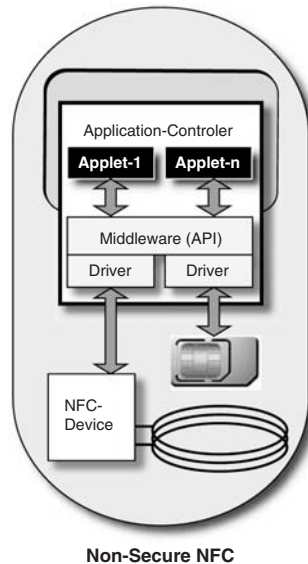 Application-Controler
Applet-1 Applet-n
Middleware (API)
Driver Driver
NFC-
Device
Non-Secure NFC